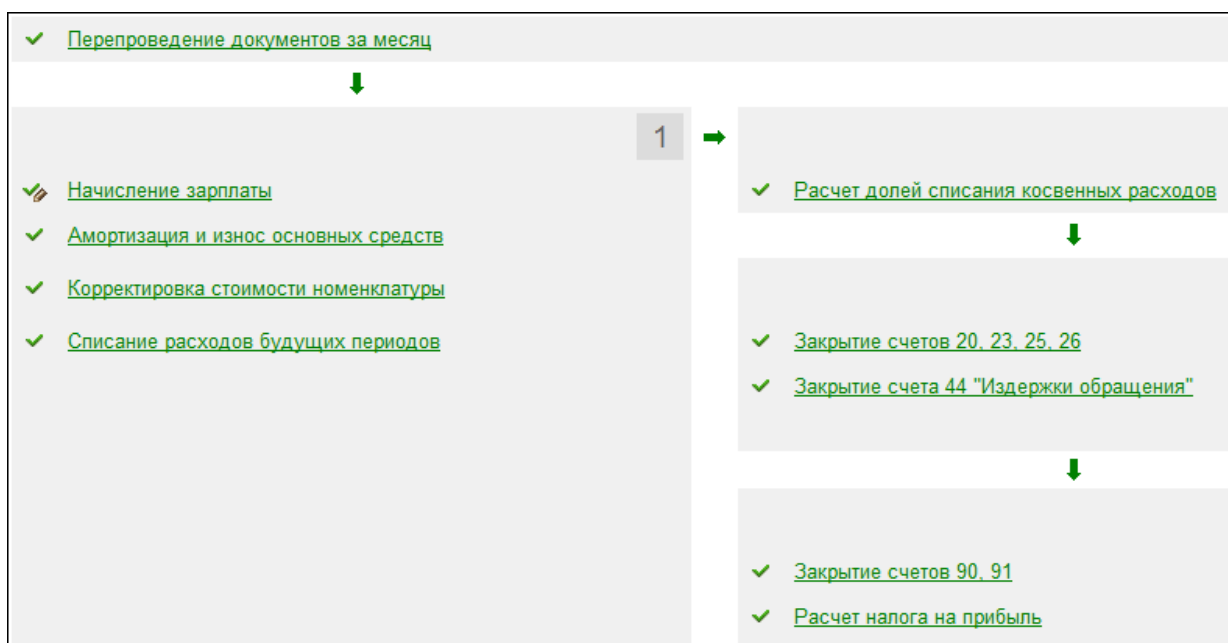 Перепроведение документов за месяц
1
Начисление зарплаты
Амортизация и износ основных средств
Корректировка стоимости номенклатуры
Списание расходов будущих периодов
Расчет долей списания косвенных расходов
Закрытие счетов 20, 23, 25, 26
Закрытие счета 44 "Издержки обращения"
Закрытие счетов 90, 91
Расчет налога на прибыль